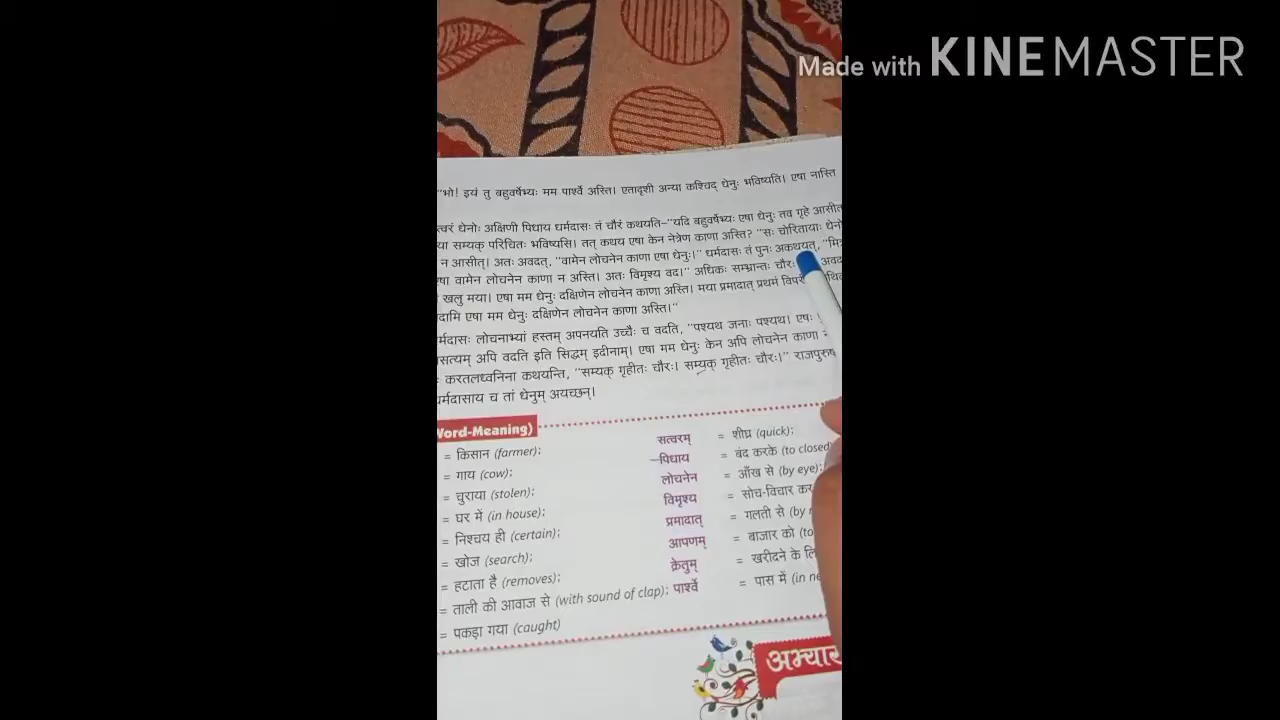 Made with KINEMASTER
"भो! इयं तु बहुवर्षेभ्यः मम पार्श्वे अस्ति। एतादृशी अन्या कश्चिद् धेनुः भविष्यति। एषा नास्ति
त्वरं धेनोः अक्षिणी पिधाय धर्मदासः तं चौरं कथयति–"यदि बहुवर्षेभ्यः एषा धेनुः तव गृहे आसीत्
या सम्यक् परिचितः भविष्यसि। तत् कथय एषा केन नेत्रेण काणा अस्ति? "सः चोरितायाः धेनो
न आसीत्। अतः अवदत्, "वामेन लोचनेन काणा एषा धेनुः।" धर्मदासः तं पुनः अकथयत्, "मि
षा वामेन लोचनेन काणा न अस्ति। अतः विमृश्य वद।" अधिकः सम्भ्रान्तः चौरः अवद
खलु मया। एषा मम धेनुः दक्षिणेन लोचनेन काणा अस्ति। मया प्रमादात् प्रथमं विपरी
दामि एषा मम धेनुः दक्षिणेन लोचनेन काणा अस्ति।"
र्मदासः लोचनाभ्यां हस्तम् अपनयति उच्चैः च वदति, "पश्यथ जनाः पश्यथ। एषः
सत्यम् अपि वदति इति सिद्धम् इदीनाम्। एषा मम धेनुः केन अपि लोचनेन काणा न
करतलध्वनिना कथयन्ति, "सम्यक् गृहीतः चौरः। सम्यक् गृहीतः चौरः।" राजपुरुष
र्मदासाय च तां धेनुम् अयच्छन्।
Word-Meaning)
= किसान (farmer); सत्वरम् = शीघ्र (quick);
= गाय (cow); पिधाय = बंद करके (to closed)
= चुराया (stolen); लोचनेन = आँख से (by eye);
= घर में (in house); विमृश्य = सोच-विचार कर
= निश्चय ही (certain); प्रमादात् = गलती से (by
= खोज (search); आपणम् = बाजार को (to
= हटाता है (removes); क्रेतुम् = खरीदने के लि
= ताली की आवाज से (with sound of clap); पार्श्वे = पास में (in ne
= पकड़ा गया (caught)
अभ्यास